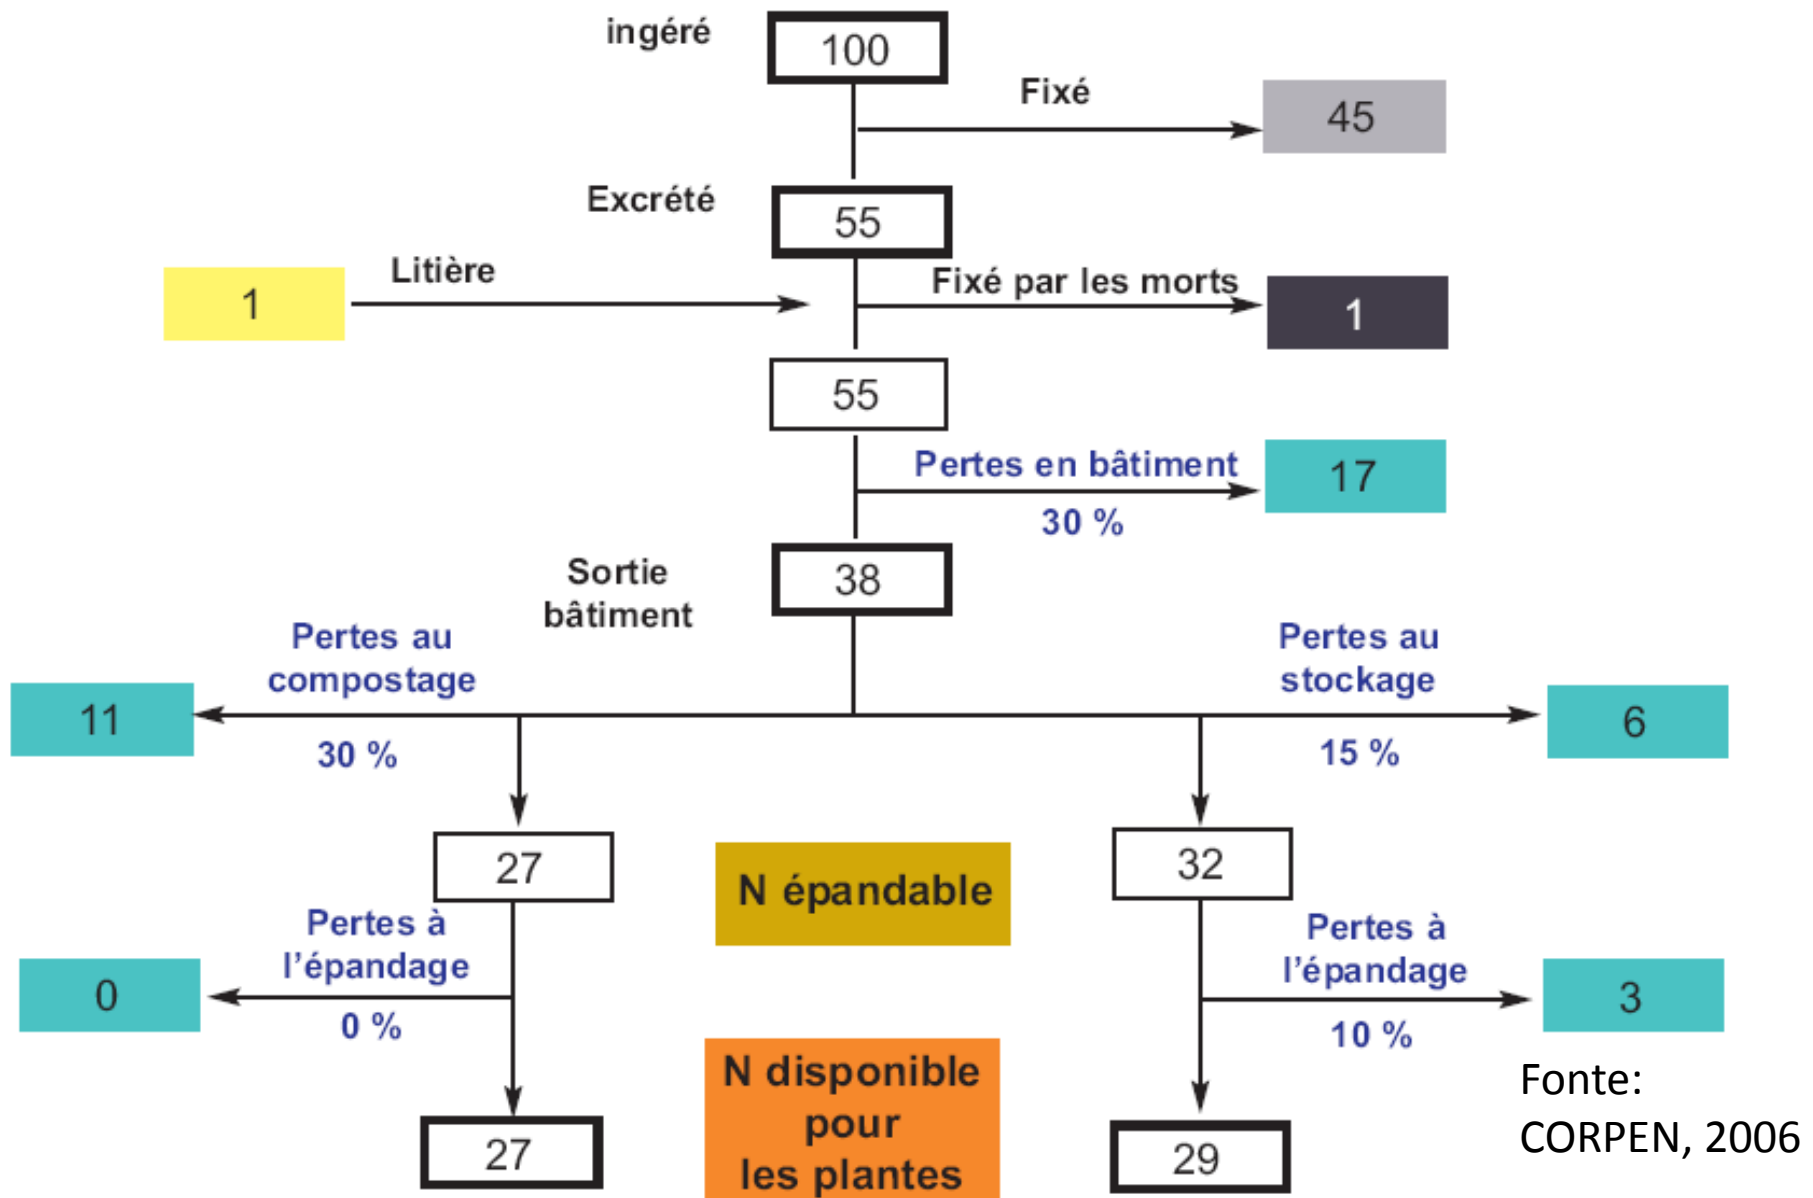 ingéré
100
Fixé
45
Excrété
55
Litière
1
Fixé par les morts
1
55
Pertes en bâtiment
17
30 %
Sortie
bâtiment
38
Pertes au
compostage
11
30 %
Pertes au
stockage
6
15 %
27
N épandable
32
Pertes à
l'épandage
0
0 %
Pertes à
l'épandage
3
10 %
27
N disponible
pour
les plantes
29
Fonte:
CORPEN, 2006